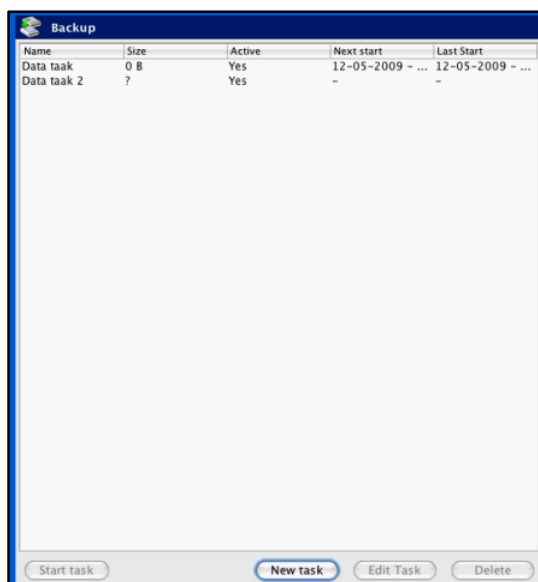 Backup
Name Size Active Next start Last Start
Data taak 0 B Yes 12-05-2009 - ... 12-05-2009 - ...
Data taak 2 ? Yes - -
Start task New task Edit Task Delete